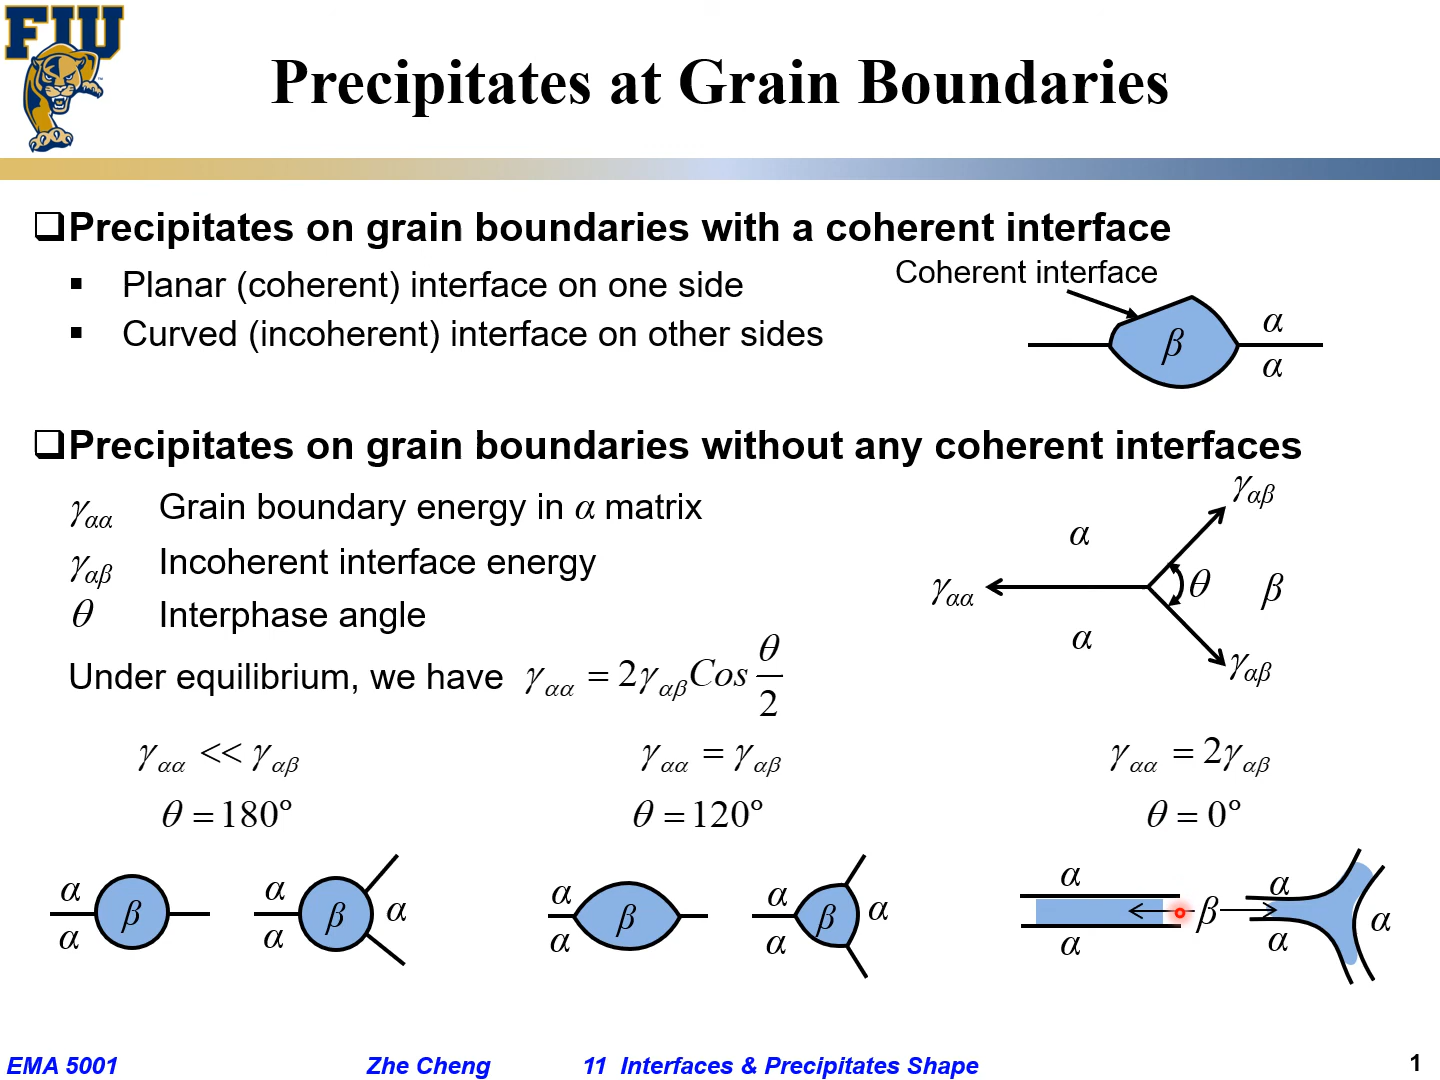 FIU
Precipitates at Grain Boundaries
❑Precipitates on grain boundaries with a coherent interface
▪ Planar (coherent) interface on one side
▪ Curved (incoherent) interface on other sides
Coherent interface
β
α
α
❑Precipitates on grain boundaries without any coherent interfaces
γαα Grain boundary energy in α matrix
γαβ Incoherent interface energy
θ Interphase angle
Under equilibrium, we have γαα = 2γαβCos θ/2
γαβ
α
γαα θ β
α
γαβ
γαα << γαβ
θ = 180°
γαα = γαβ
θ = 120°
γαα = 2γαβ
θ = 0°
α β α
α β α α
α β α
α β α α
α β α
α α α
EMA 5001 Zhe Cheng 11 Interfaces & Precipitates Shape 1